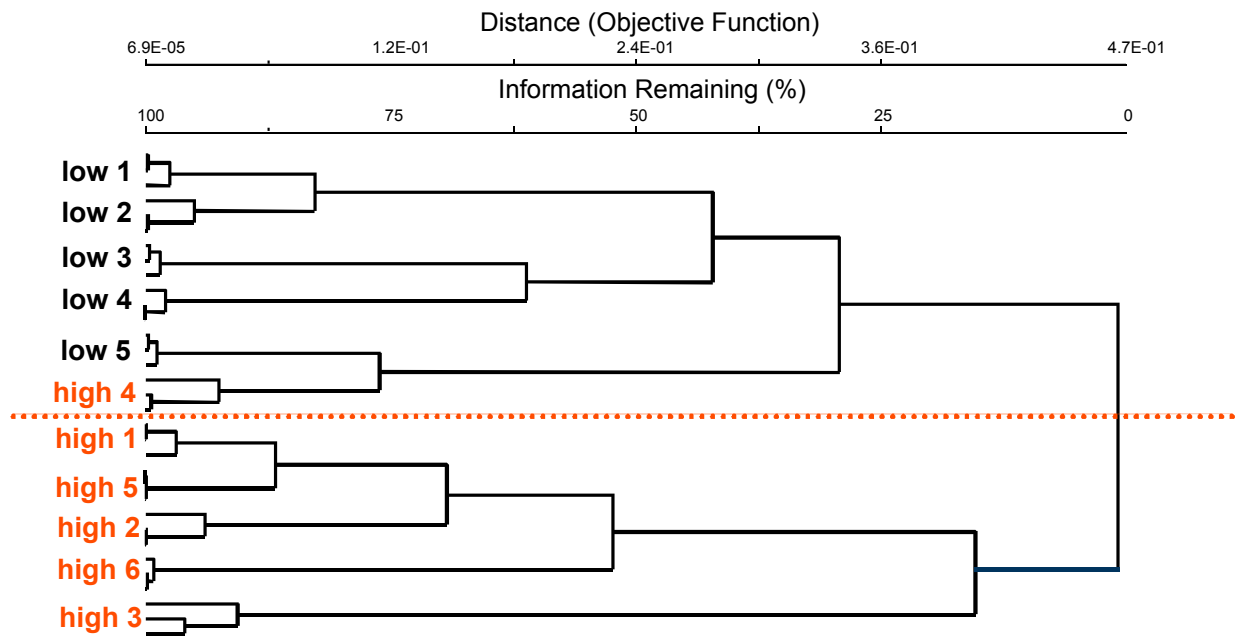 Distance (Objective Function)
6.9E-05 1.2E-01 2.4E-01 3.6E-01 4.7E-01
Information Remaining (%)
100 75 50 25 0
low 1
low 2
low 3
low 4
low 5
high 4
high 1
high 5
high 2
high 6
high 3